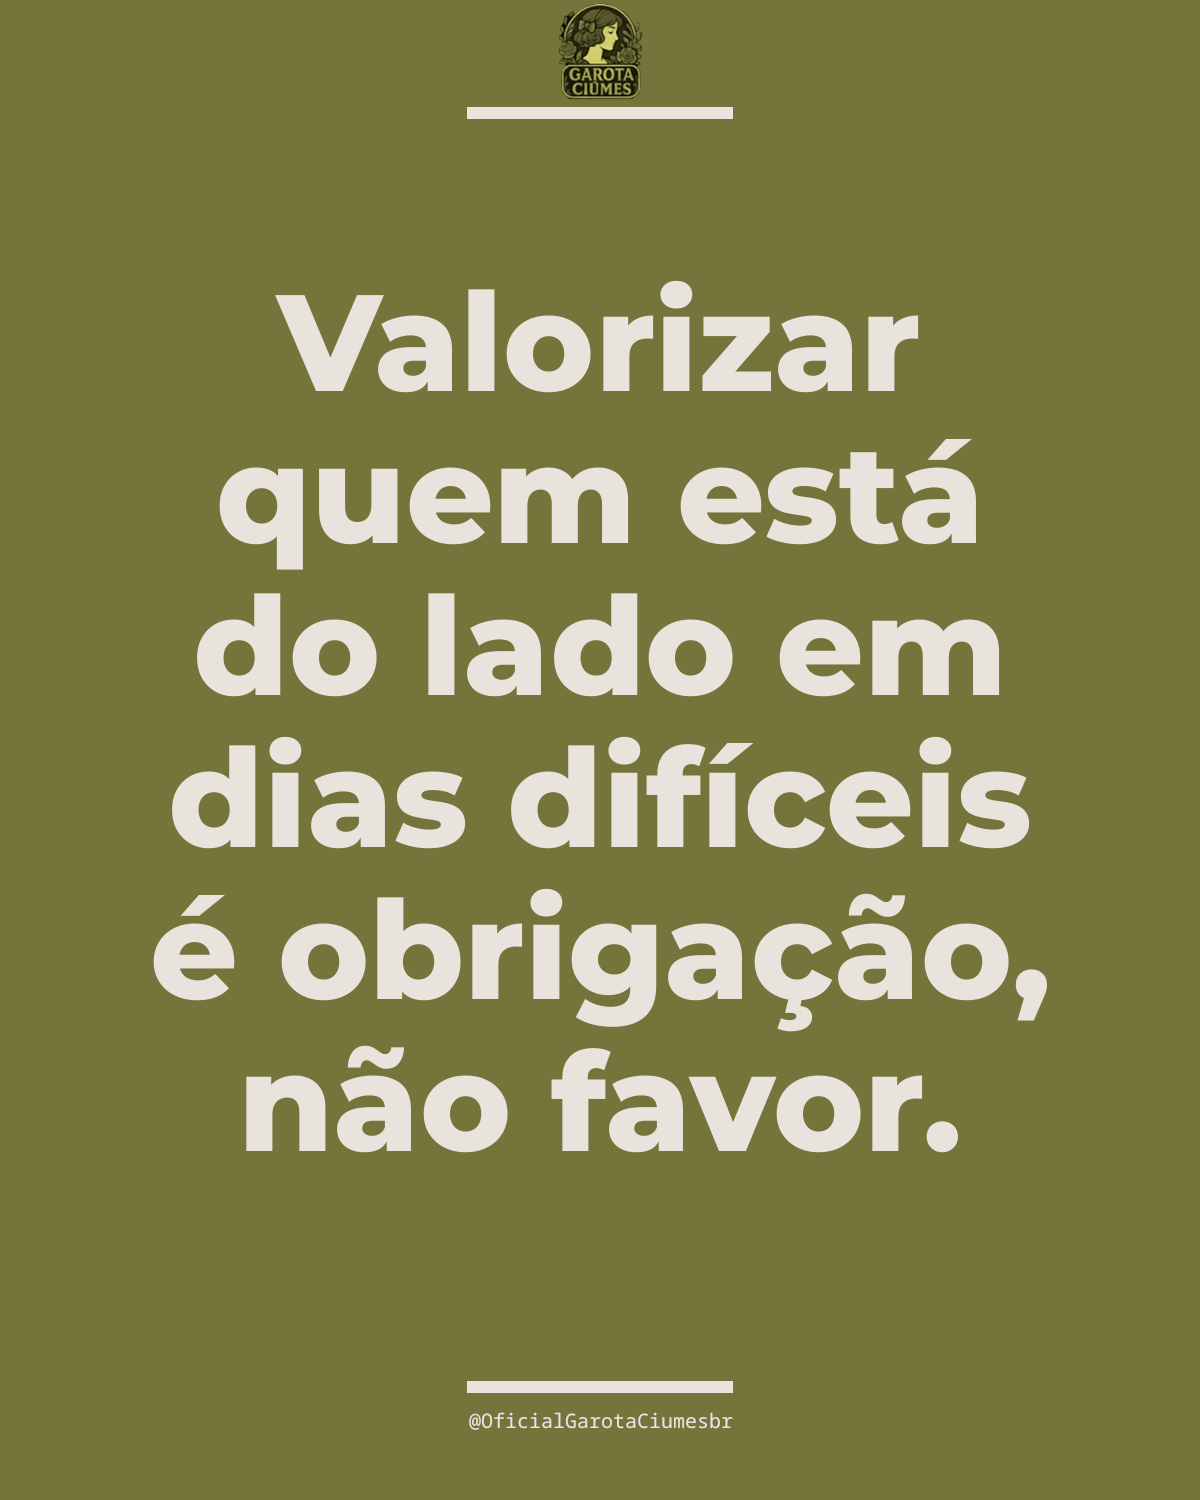 GAROTA
CIÚMES
Valorizar
quem está
do lado em
dias difíceis
é obrigação,
não favor.
@OficialGarotaCiumesbr